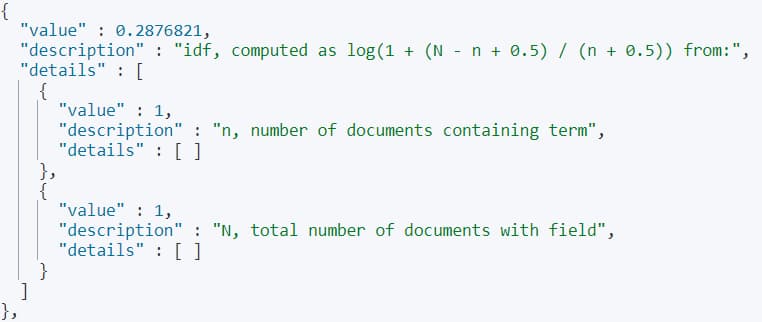 {
  "value" : 0.2876821,
  "description" : "idf, computed as log(1 + (N - n + 0.5) / (n + 0.5)) from:",
  "details" : [
    {
      "value" : 1,
      "description" : "n, number of documents containing term",
      "details" : [ ]
    },
    {
      "value" : 1,
      "description" : "N, total number of documents with field",
      "details" : [ ]
    }
  ]
},